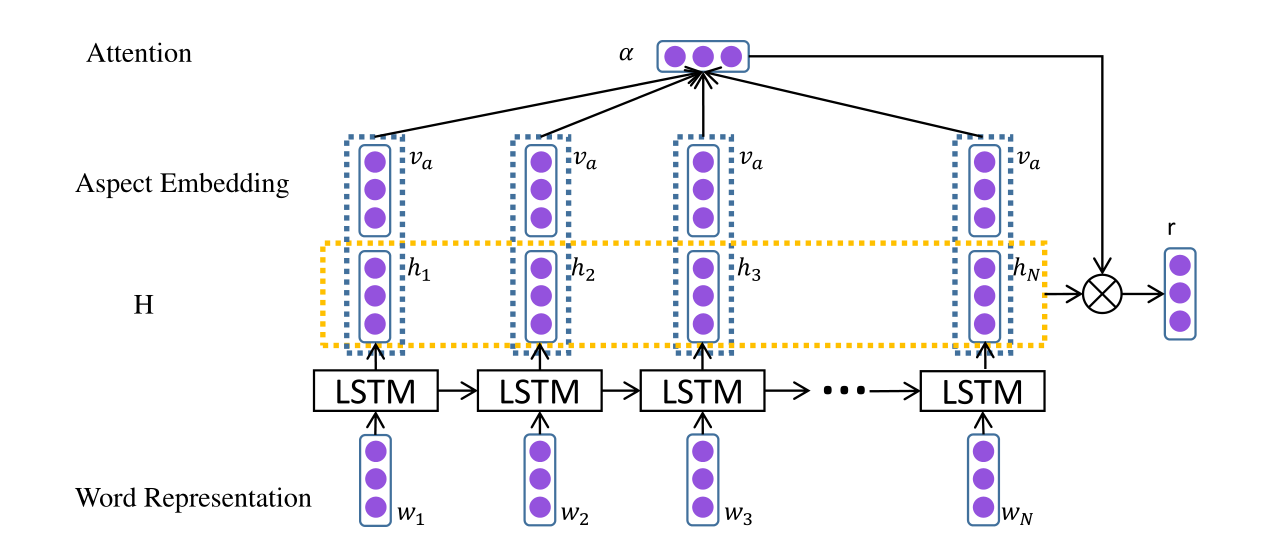 Attention α
Aspect Embedding v_a v_a v_a v_a
r
H h_1 h_2 h_3 h_N
LSTM LSTM LSTM ••• LSTM
Word Representation w_1 w_2 w_3 w_N